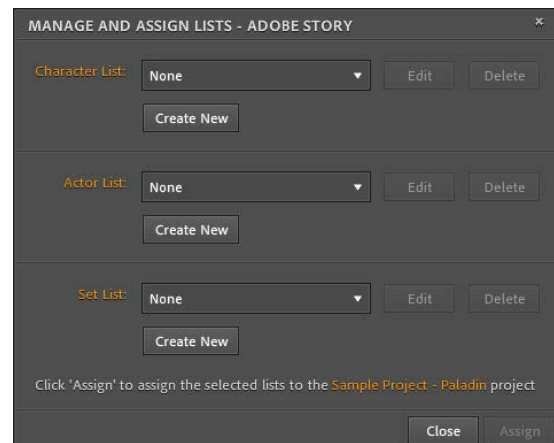 MANAGE AND ASSIGN LISTS - ADOBE STORY ×
Character List: None Edit Delete
Create New
Actor List: None Edit Delete
Create New
Set List: None Edit Delete
Create New
Click 'Assign' to assign the selected lists to the Sample Project - Paladin project
Close Assign